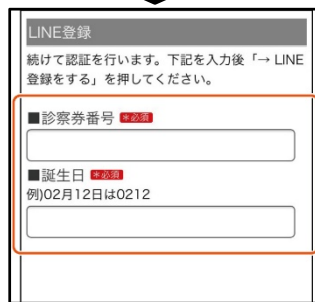 LINE登録
続けて認証を行います。下記を入力後「→ LINE
登録をする」を押してください。
■診察券番号 *必須
■誕生日 *必須
例)02月12日は0212